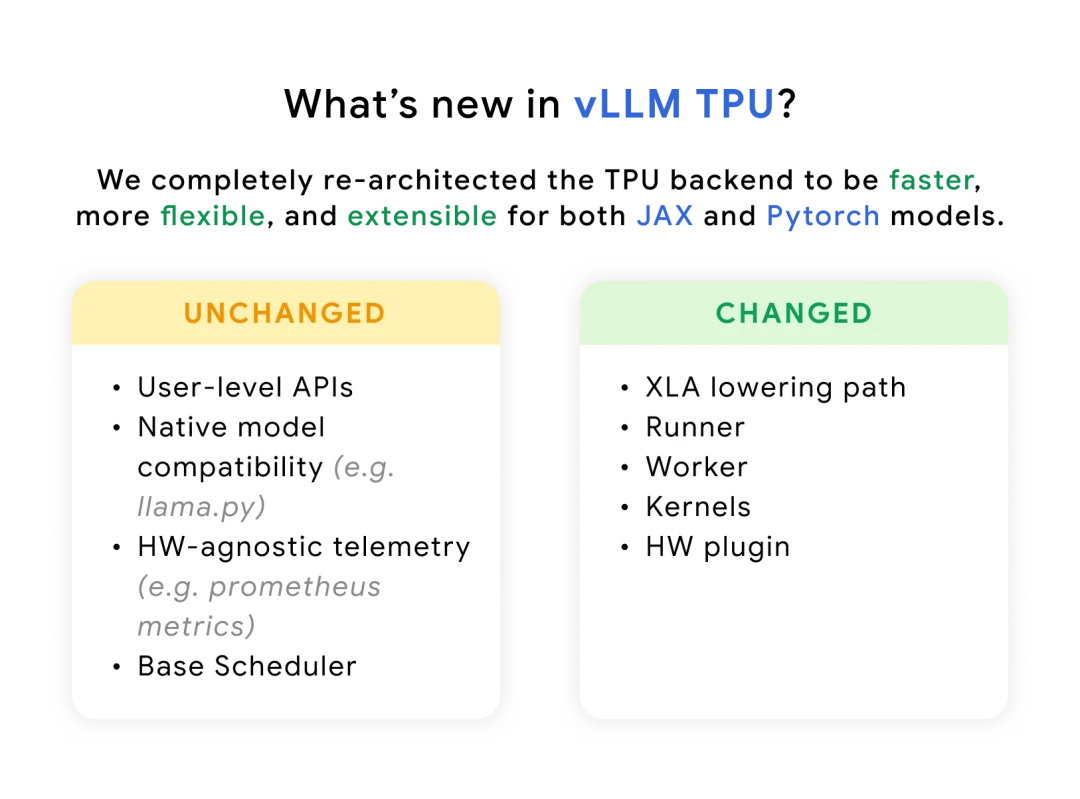 What’s new in vLLM TPU?
We completely re-architected the TPU backend to be faster,
more flexible, and extensible for both JAX and Pytorch models.
UNCHANGED
• User-level APIs
• Native model
compatibility (e.g.
llama.py)
• HW-agnostic telemetry
(e.g. prometheus
metrics)
• Base Scheduler
CHANGED
• XLA lowering path
• Runner
• Worker
• Kernels
• HW plugin